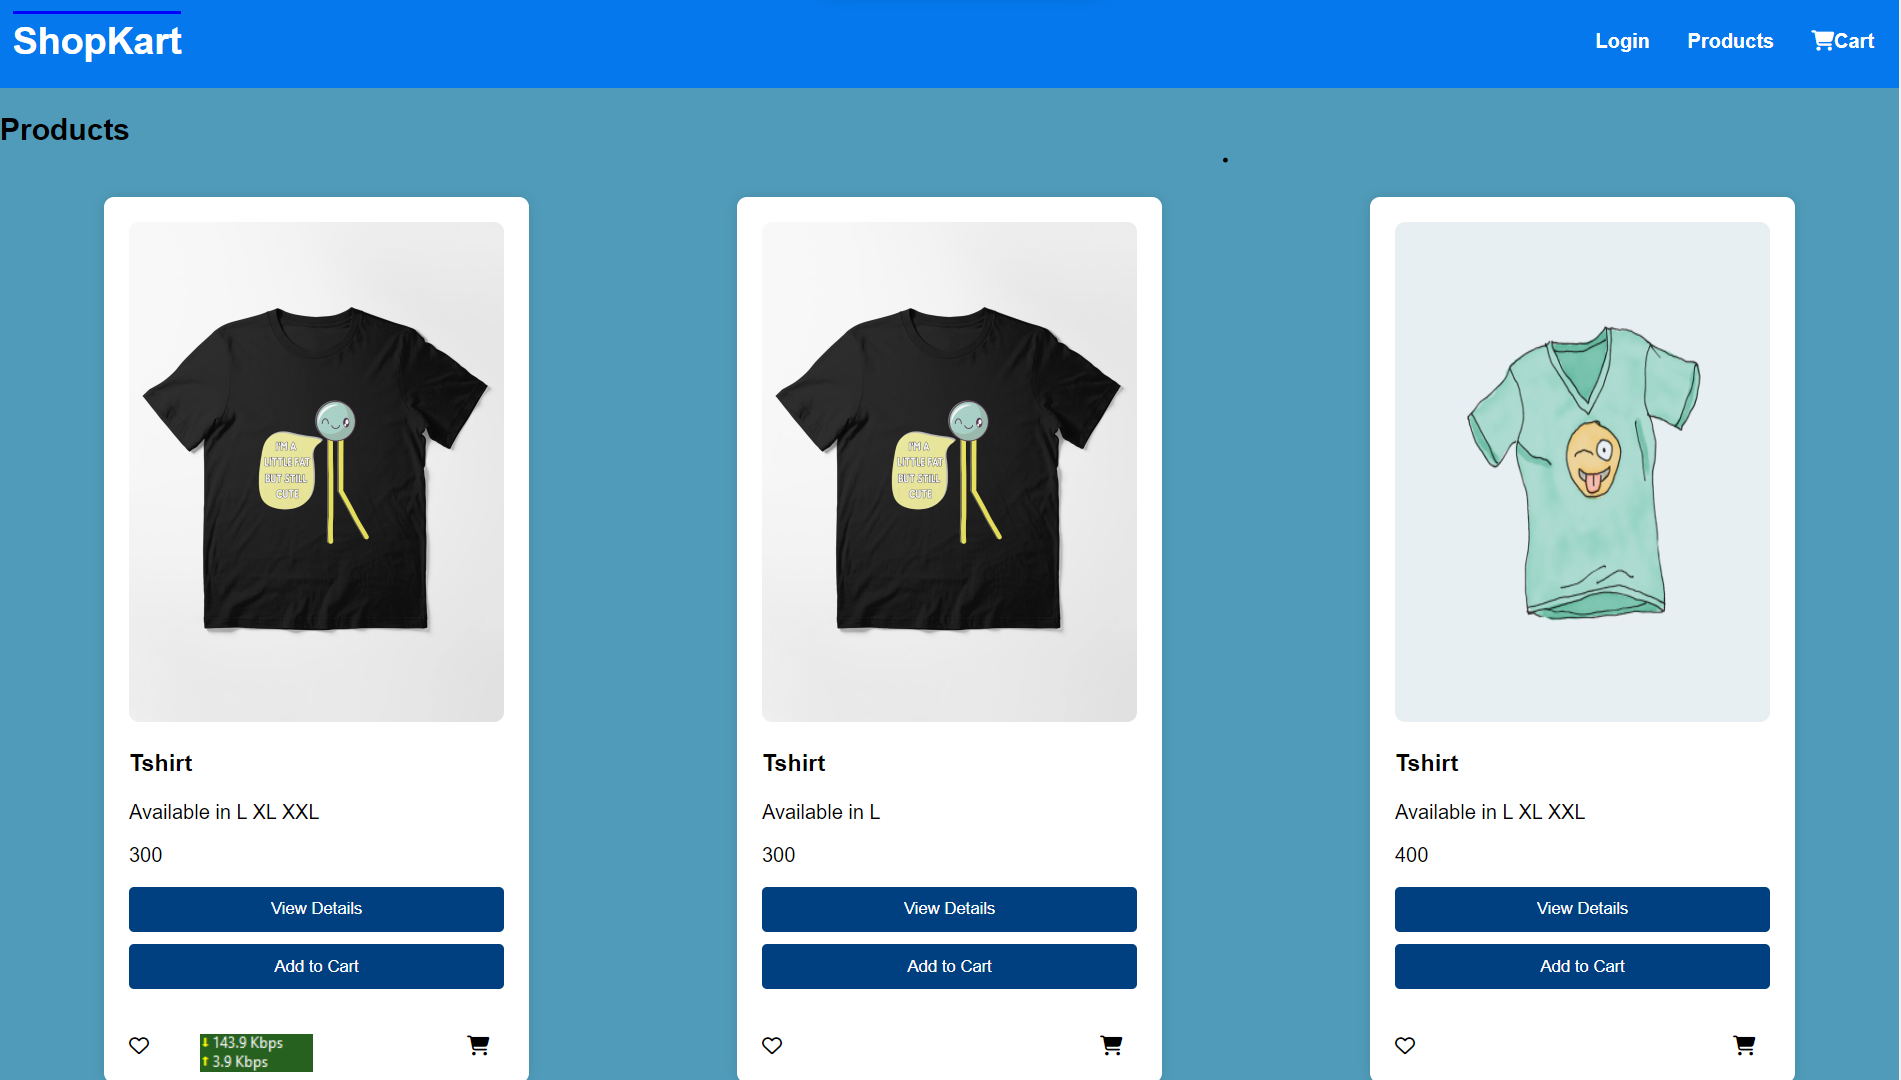 ShopKart
Login
Products
Cart
Products
I'M A
LITTLE FAT
BUT STILL
CUTE
I'M A
LITTLE FAT
BUT STILL
CUTE
Tshirt
Available in L XL XXL
300
View Details
Add to Cart
Tshirt
Available in L
300
View Details
Add to Cart
Tshirt
Available in L XL XXL
400
View Details
Add to Cart
143.9 Kbps
3.9 Kbps